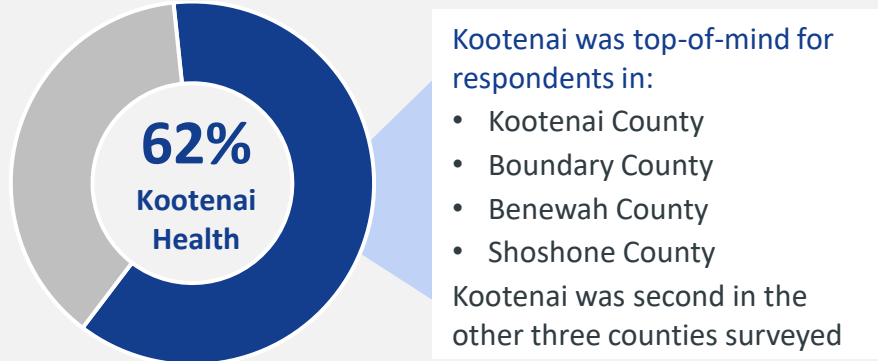 62%
Kootenai
Health
Kootenai was top-of-mind for
respondents in:
• Kootenai County
• Boundary County
• Benewah County
• Shoshone County
Kootenai was second in the
other three counties surveyed